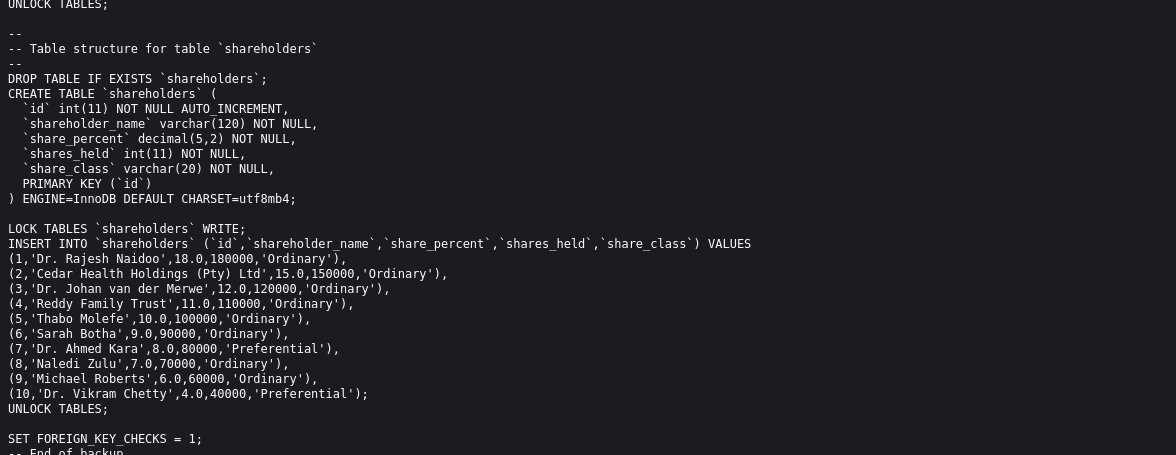 UNLOCK TABLES;
--
-- Table structure for table `shareholders`
--
DROP TABLE IF EXISTS `shareholders`;
CREATE TABLE `shareholders` (
  `id` int(11) NOT NULL AUTO_INCREMENT,
  `shareholder_name` varchar(120) NOT NULL,
  `share_percent` decimal(5,2) NOT NULL,
  `shares_held` int(11) NOT NULL,
  `share_class` varchar(20) NOT NULL,
  PRIMARY KEY (`id`)
) ENGINE=InnoDB DEFAULT CHARSET=utf8mb4;
LOCK TABLES `shareholders` WRITE;
INSERT INTO `shareholders` (`id`,`shareholder_name`,`share_percent`,`shares_held`,`share_class`) VALUES
(1,'Dr. Rajesh Naidoo',18.0,180000,'Ordinary'),
(2,'Cedar Health Holdings (Pty) Ltd',15.0,150000,'Ordinary'),
(3,'Dr. Johan van der Merwe',12.0,120000,'Ordinary'),
(4,'Reddy Family Trust',11.0,110000,'Ordinary'),
(5,'Thabo Molefe',10.0,100000,'Ordinary'),
(6,'Sarah Botha',9.0,90000,'Ordinary'),
(7,'Dr. Ahmed Kara',8.0,80000,'Preferential'),
(8,'Naledi Zulu',7.0,70000,'Ordinary'),
(9,'Michael Roberts',6.0,60000,'Ordinary'),
(10,'Dr. Vikram Chetty',4.0,40000,'Preferential');
UNLOCK TABLES;
SET FOREIGN_KEY_CHECKS = 1;
-- End of backup